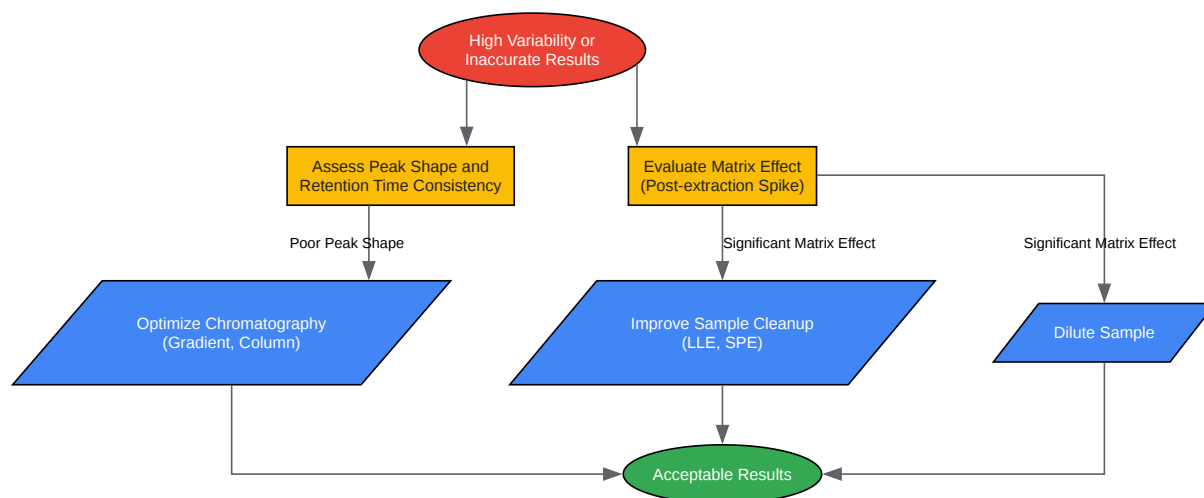 High Variability or
Inaccurate Results
Assess Peak Shape and
Retention Time Consistency
Evaluate Matrix Effect
(Post-extraction Spike)
Poor Peak Shape
Significant Matrix Effect
Significant Matrix Effect
Optimize Chromatography
(Gradient, Column)
Improve Sample Cleanup
(LLE, SPE)
Dilute Sample
Acceptable Results